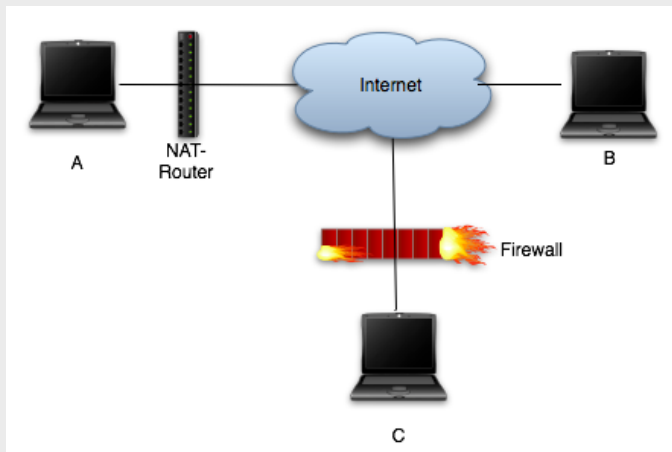 Internet
A
NAT-
Router
B
Firewall
C